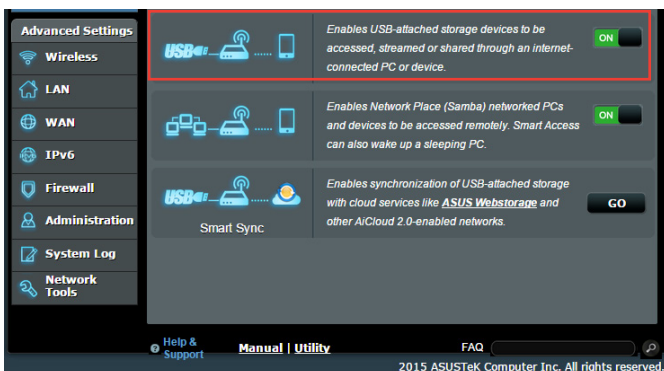 Advanced Settings
Wireless
LAN
WAN
IPv6
Firewall
Administration
System Log
Network
Tools
USB
Enables USB-attached storage devices to be
accessed, streamed or shared through an internet-
connected PC or device.
ON
Enables Network Place (Samba) networked PCs
and devices to be accessed remotely. Smart Access
can also wake up a sleeping PC.
ON
USB
Smart Sync
Enables synchronization of USB-attached storage
with cloud services like ASUS Webstorage and
other AiCloud 2.0-enabled networks.
GO
Help &
Support
Manual | Utility
FAQ
2015 ASUSTeK Computer Inc. All rights reserved.